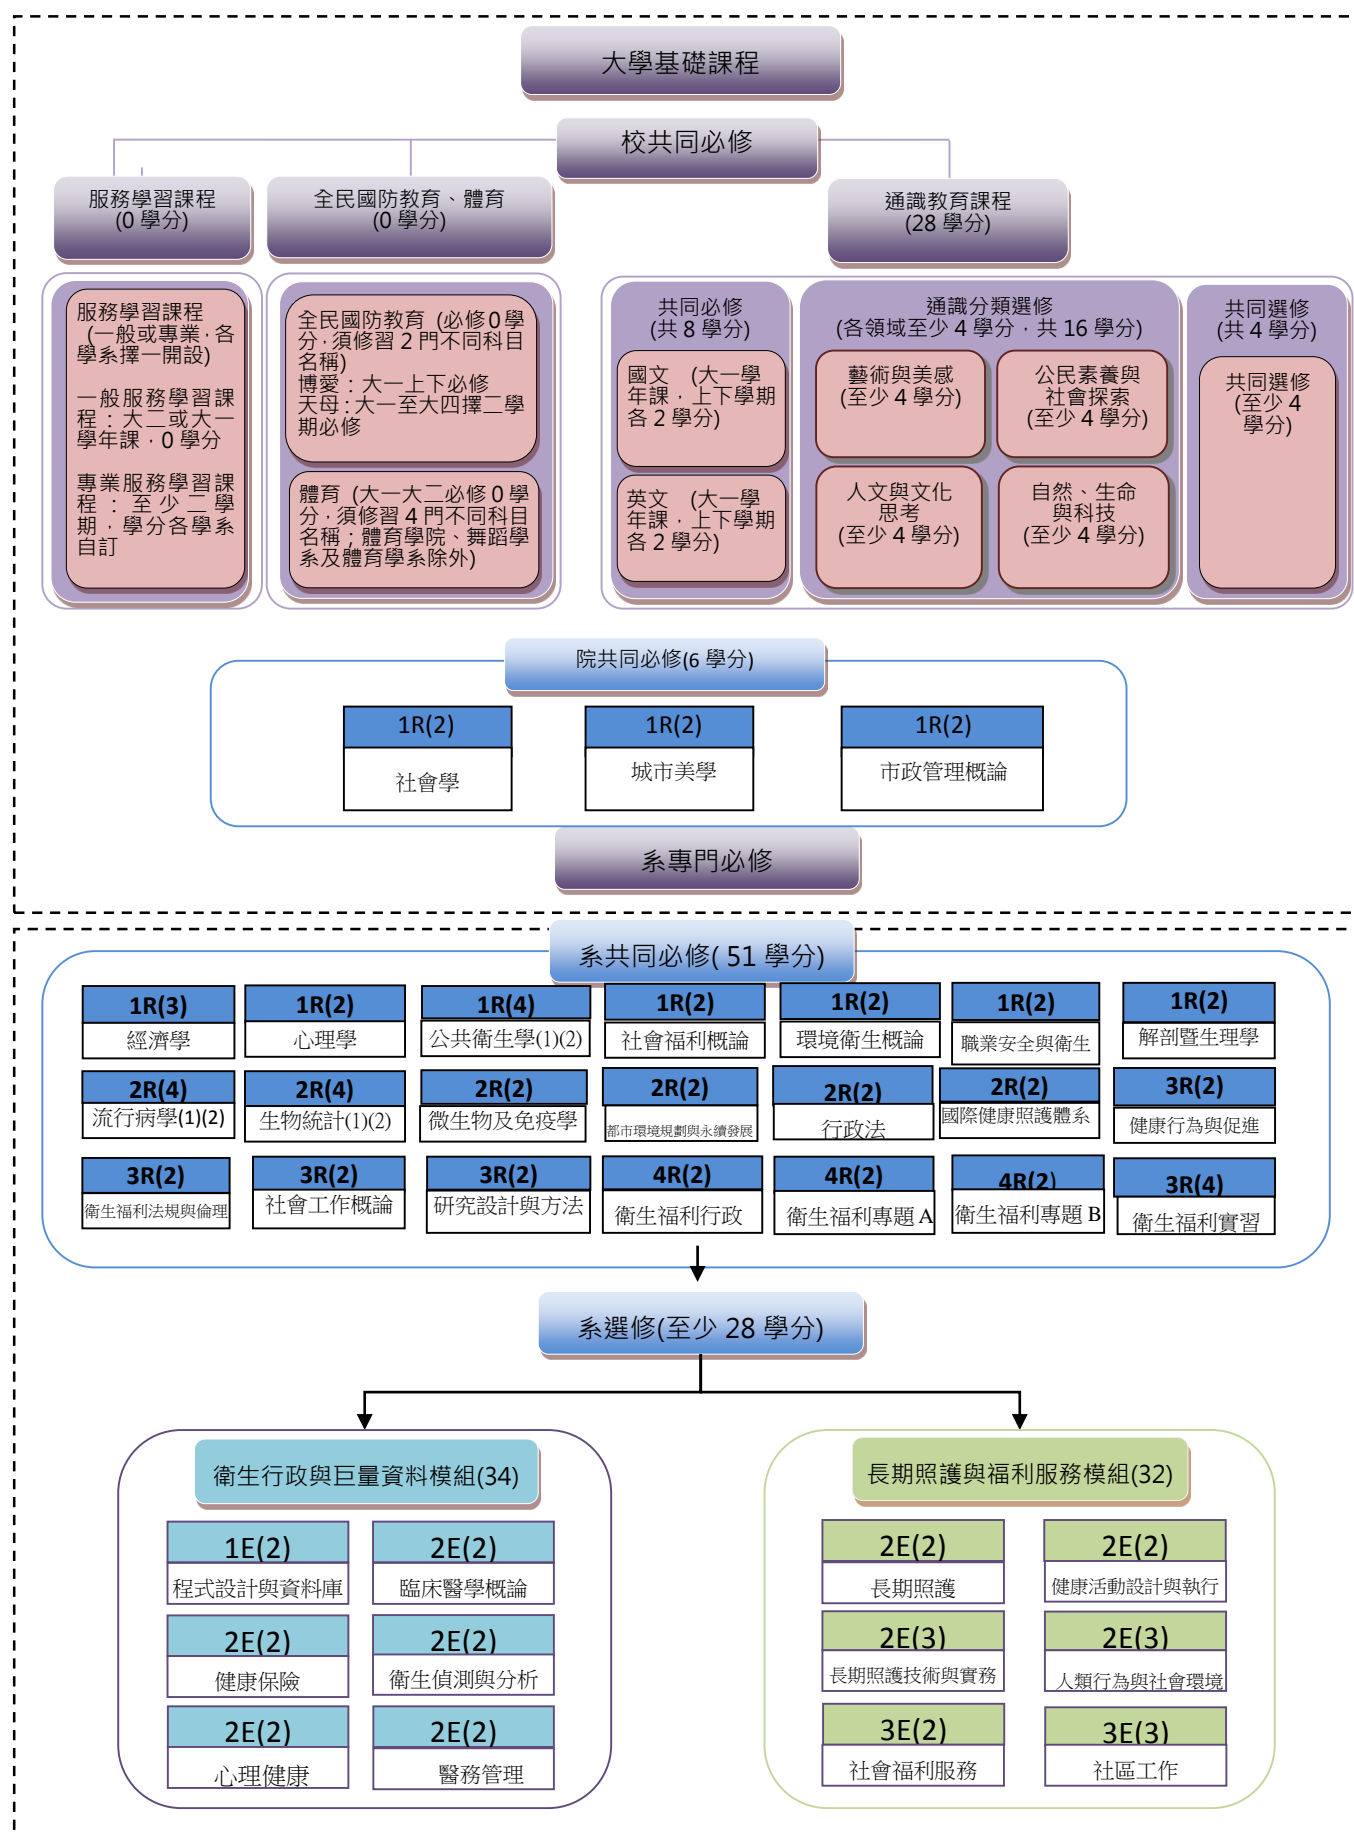 大學基礎課程
校共同必修
服務學習課程
(0 學分)
全民國防教育、體育
(0 學分)
通識教育課程
(28 學分)
服務學習課程
(一般或專業，各
學系擇一開設)
一般服務學習課
程：大二或大一
學年課，0 學分
專業服務學習課
程：至少二學
期，學分各學系
自訂
全民國防教育 (必修 0 學
分，須修習 2 門不同科目
名稱)
博愛：大一上下必修
天母：大一至大四擇二學
期必修
體育 (大一大二必修 0 學
分，須修習 4 門不同科目
名稱；體育學院、舞蹈學
系及體育學系除外)
共同必修
(共 8 學分)
國文 (大一學
年課，上下學期
各 2 學分)
英文 (大一學
年課，上下學期
各 2 學分)
通識分類選修
(各領域至少 4 學分，共 16 學分)
藝術與美感
(至少 4 學分)
公民素養與
社會探索
(至少 4 學分)
人文與文化
思考
(至少 4 學分)
自然、生命
與科技
(至少 4 學分)
共同選修
(共 4 學分)
共同選修
(至少 4
學分)
院共同必修(6 學分)
1R(2)
社會學
1R(2)
城市美學
1R(2)
市政管理概論
系專門必修
系共同必修( 51 學分)
1R(3)
經濟學
1R(2)
心理學
1R(4)
公共衛生學(1)(2)
1R(2)
社會福利概論
1R(2)
環境衛生概論
1R(2)
職業安全與衛生
1R(2)
解剖暨生理學
2R(4)
流行病學(1)(2)
2R(4)
生物統計(1)(2)
2R(2)
微生物及免疫學
2R(2)
都市環境規劃與永續發展
2R(2)
行政法
2R(2)
國際健康照護體系
3R(2)
健康行為與促進
3R(2)
衛生福利法規與倫理
3R(2)
社會工作概論
3R(2)
研究設計與方法
4R(2)
衛生福利行政
4R(2)
衛生福利專題 A
4R(2)
衛生福利專題 B
3R(4)
衛生福利實習
系選修(至少 28 學分)
衛生行政與巨量資料模組(34)
1E(2)
程式設計與資料庫
2E(2)
臨床醫學概論
2E(2)
健康保險
2E(2)
衛生偵測與分析
2E(2)
心理健康
2E(2)
醫務管理
長期照護與福利服務模組(32)
2E(2)
長期照護
2E(2)
健康活動設計與執行
2E(3)
長期照護技術與實務
2E(3)
人類行為與社會環境
3E(2)
社會福利服務
3E(3)
社區工作